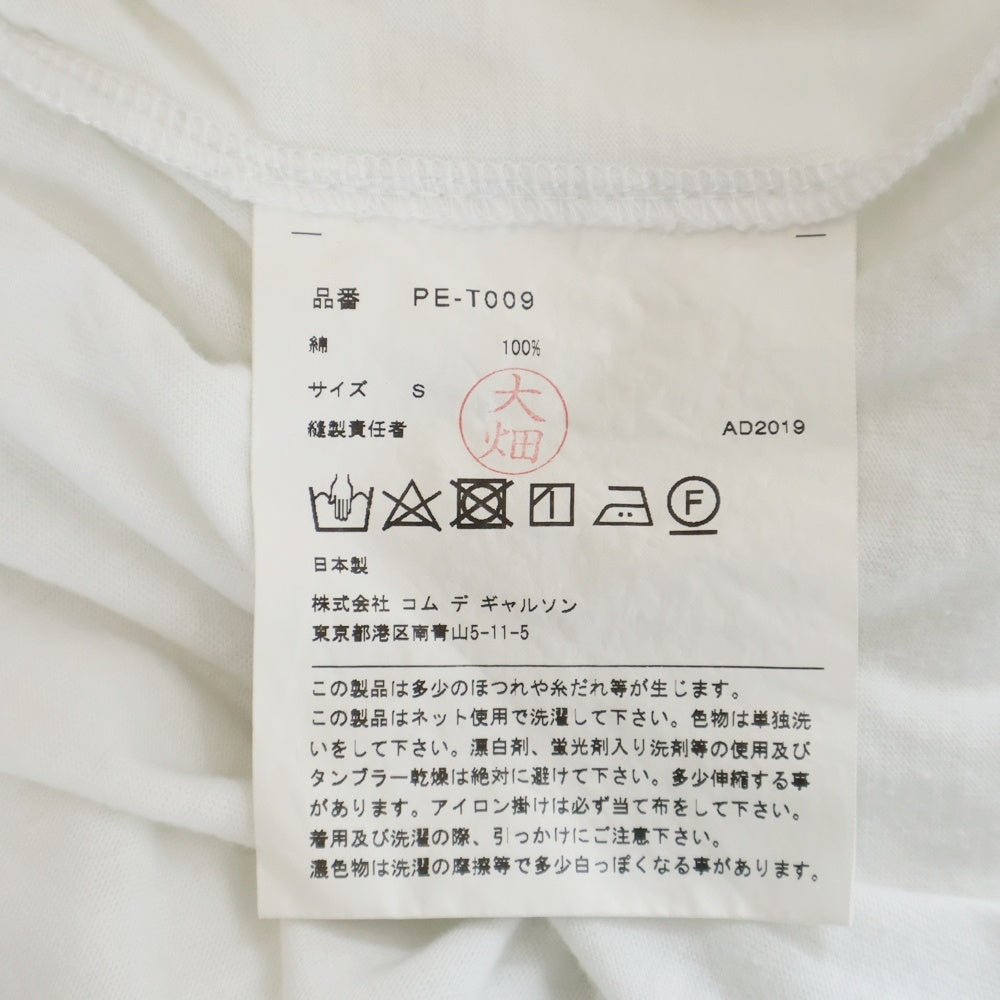 品番 PE-T009
綿 100%
サイズ S
大畑
縫製責任者 AD2019
F
日本製
株式会社 コム デ ギャルソン
東京都港区南青山5-11-5
この製品は多少のほつれや糸だれ等が生じます。
この製品はネット使用で洗濯して下さい。色物は単独洗
いをして下さい。漂白剤、蛍光剤入り洗剤等の使用及び
タンブラー乾燥は絶対に避けて下さい。多少伸縮する事
があります。アイロン掛けは必ず当て布をして下さい。
着用及び洗濯の際、引っかけにご注意下さい。
濃色物は洗濯の摩擦等で多少白っぽくなる事があります。